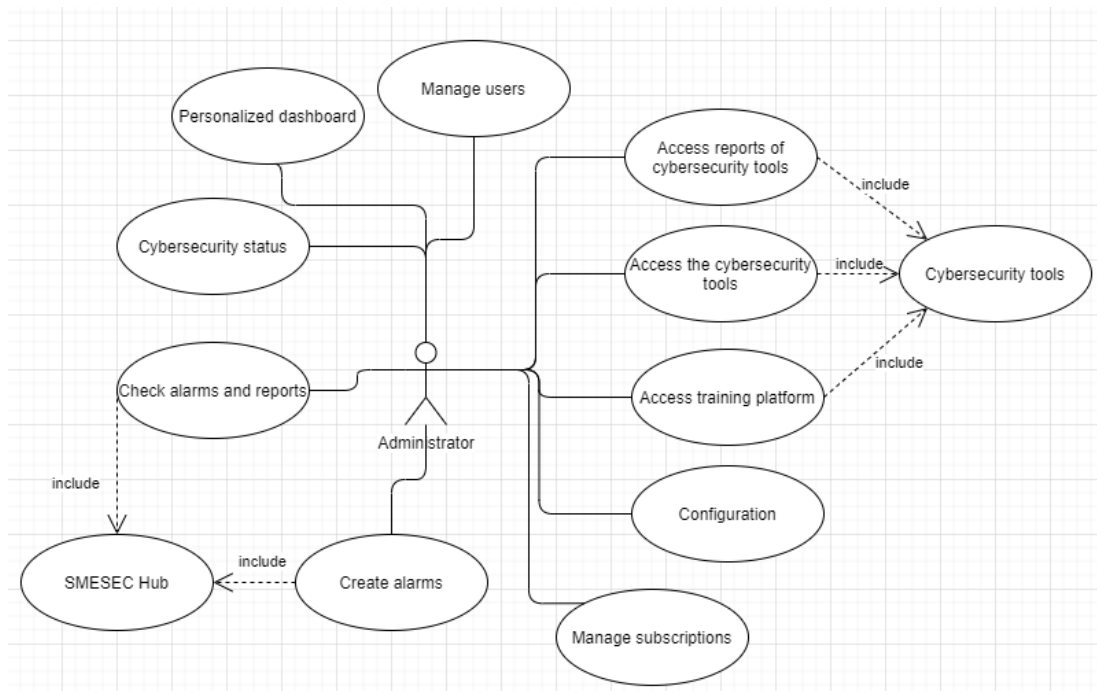 Manage users
Personalized dashboard
Access reports of
cybersecurity tools
include
Cybersecurity status
Access the cybersecurity
tools
include
Cybersecurity tools
include
Check alarms and reports
Access training platform
Administrator
include
Configuration
SMESEC Hub
include
Create alarms
Manage subscriptions